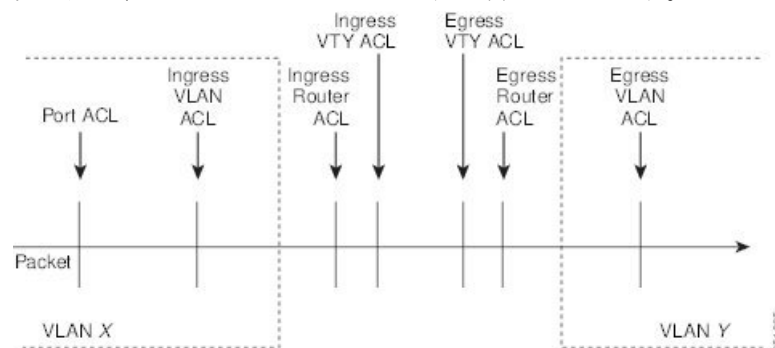 Ingress
VTY ACL
Egress
VTY ACL
Port ACL
Ingress
VLAN
ACL
Ingress
Router
ACL
Egress
Router
ACL
Egress
VLAN
ACL
Packet
VLAN X
VLAN Y